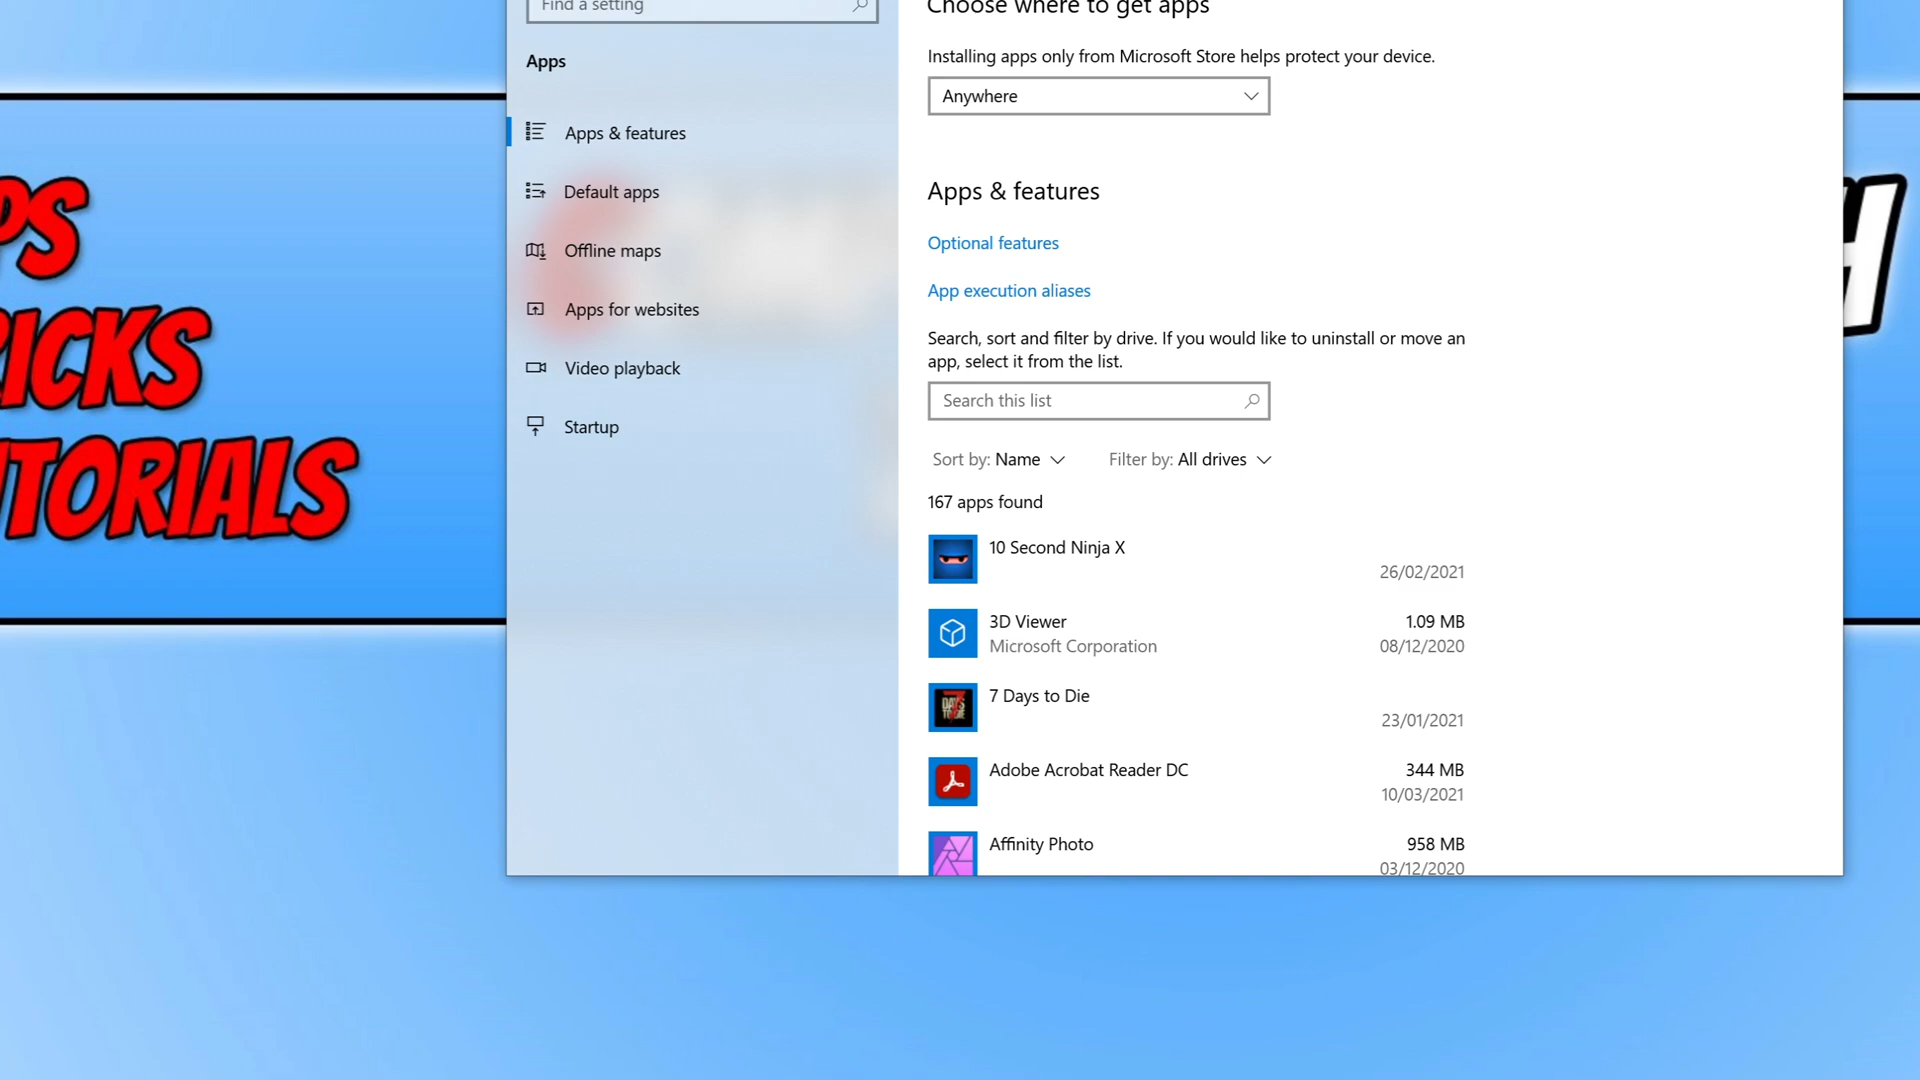 Find a setting
Apps
Apps & features
Default apps
Offline maps
Apps for websites
Video playback
Startup
Choose where to get apps
Installing apps only from Microsoft Store helps protect your device.
Anywhere
Apps & features
Optional features
App execution aliases
Search, sort and filter by drive. If you would like to uninstall or move an
app, select it from the list.
Search this list
Sort by: Name
Filter by: All drives
167 apps found
10 Second Ninja X
26/02/2021
3D Viewer
1.09 MB
Microsoft Corporation
08/12/2020
7 Days to Die
23/01/2021
Adobe Acrobat Reader DC
344 MB
10/03/2021
Affinity Photo
958 MB
03/12/2020
PS
RICKS
UTORIALS
H